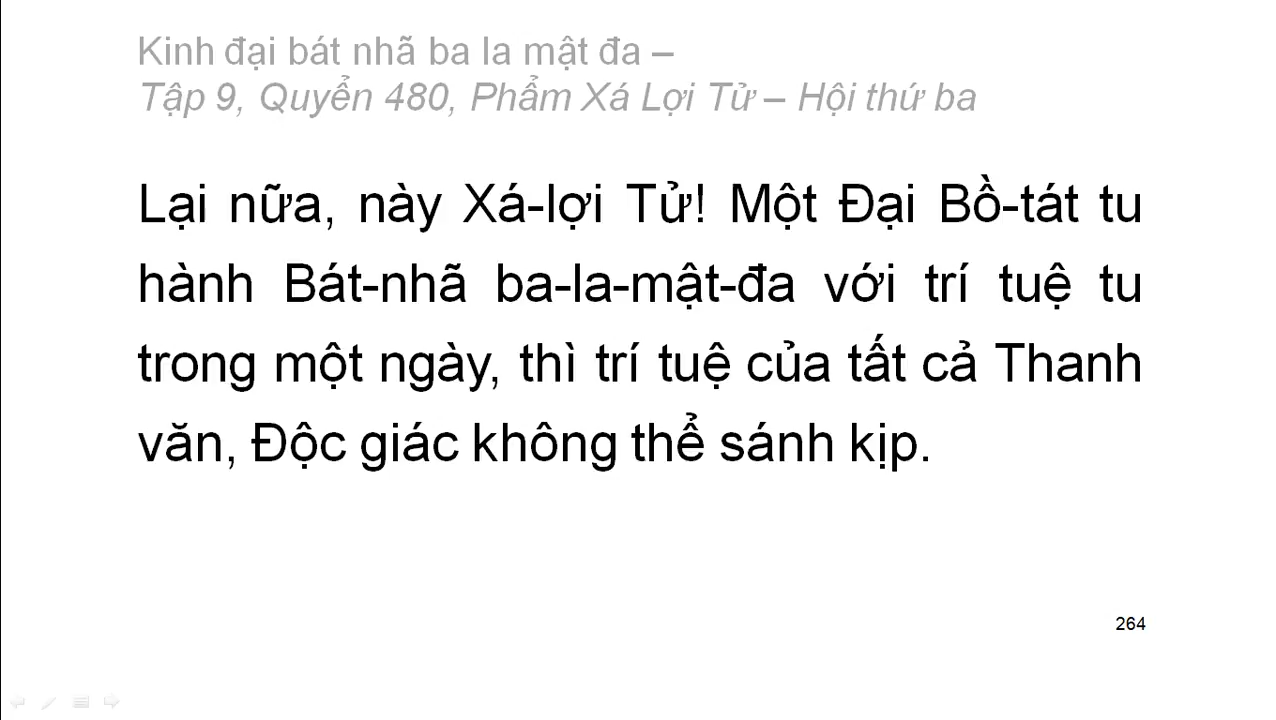 Kinh đại bát nhã ba la mật đa –
Tập 9, Quyển 480, Phẩm Xá Lợi Tử – Hội thứ ba
Lại nữa, này Xá-lợi Tử! Một Đại Bồ-tát tu
hành Bát-nhã ba-la-mật-đa với trí tuệ tu
trong một ngày, thì trí tuệ của tất cả Thanh
văn, Độc giác không thể sánh kịp.
264